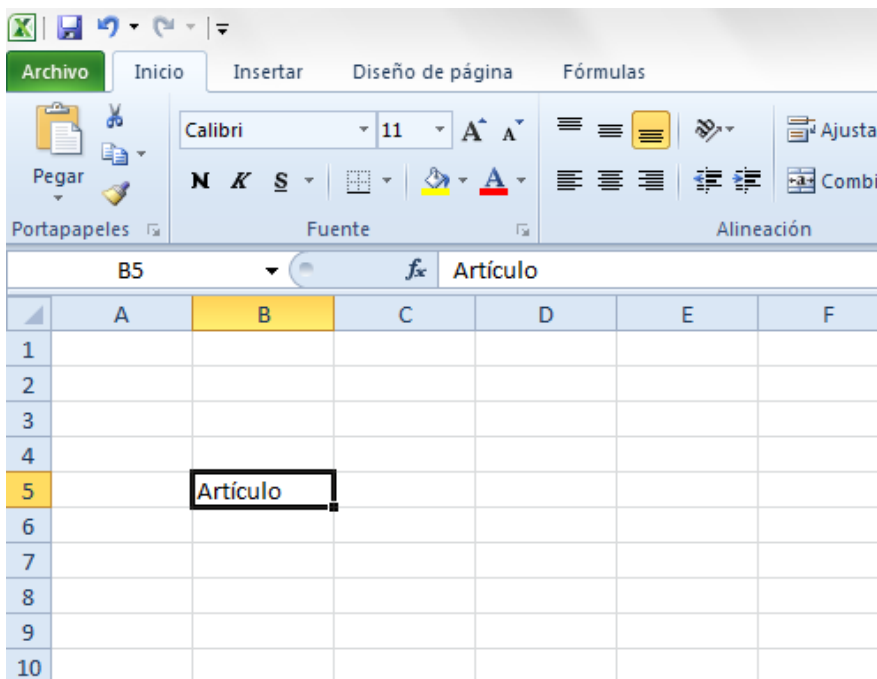 Archivo Inicio Insertar Diseño de página Fórmulas
Calibri 11 A A Ajusta
Pegar N K S A Combi
Portapapeles Fuente Alineación
B5 fx Artículo
A B C D E F
1
2
3
4
5 Artículo
6
7
8
9
10